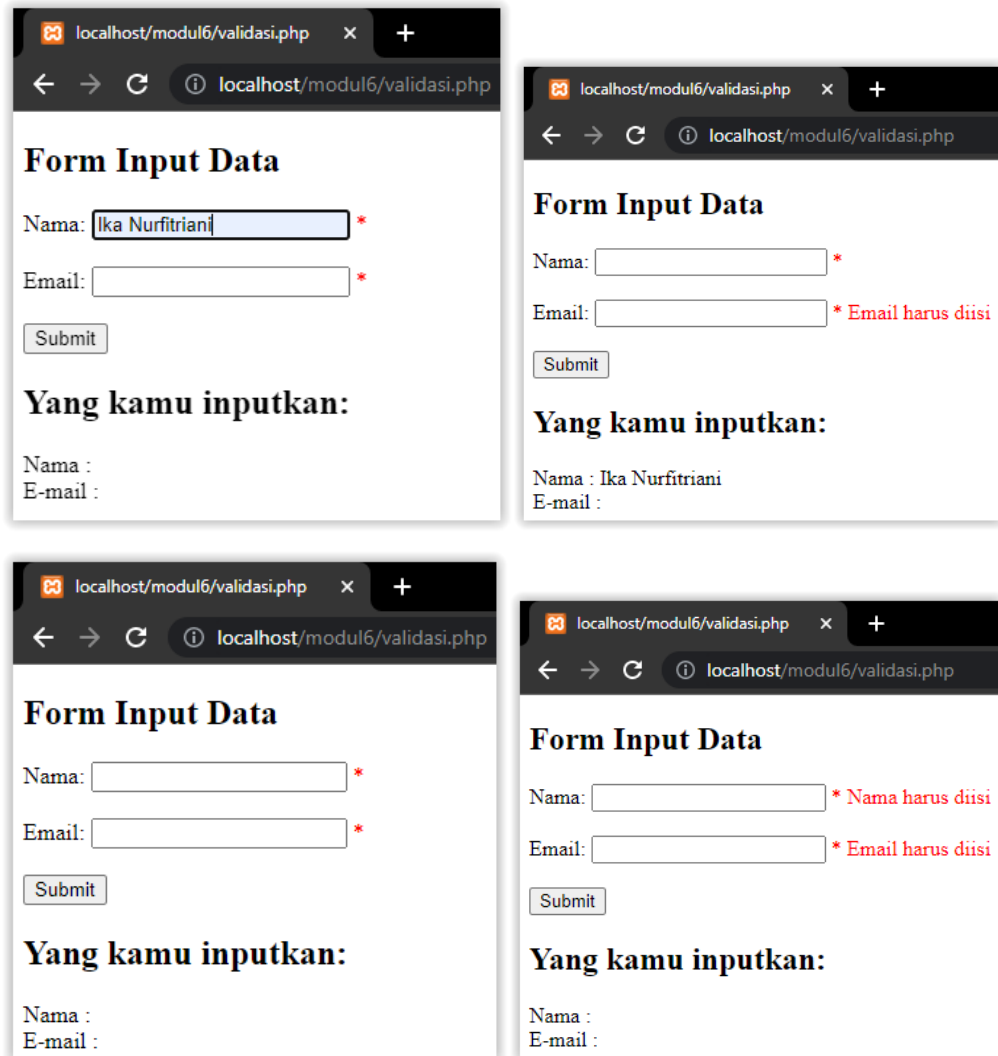 localhost/modul6/validasi.php
localhost/modul6/validasi.php
Form Input Data
Nama: Ika Nurfitriani *
Email: *
Submit
Yang kamu inputkan:
Nama :
E-mail :
localhost/modul6/validasi.php
localhost/modul6/validasi.php
Form Input Data
Nama: *
Email: * Email harus diisi
Submit
Yang kamu inputkan:
Nama : Ika Nurfitriani
E-mail :
localhost/modul6/validasi.php
localhost/modul6/validasi.php
Form Input Data
Nama: *
Email: *
Submit
Yang kamu inputkan:
Nama :
E-mail :
localhost/modul6/validasi.php
localhost/modul6/validasi.php
Form Input Data
Nama: * Nama harus diisi
Email: * Email harus diisi
Submit
Yang kamu inputkan:
Nama :
E-mail :